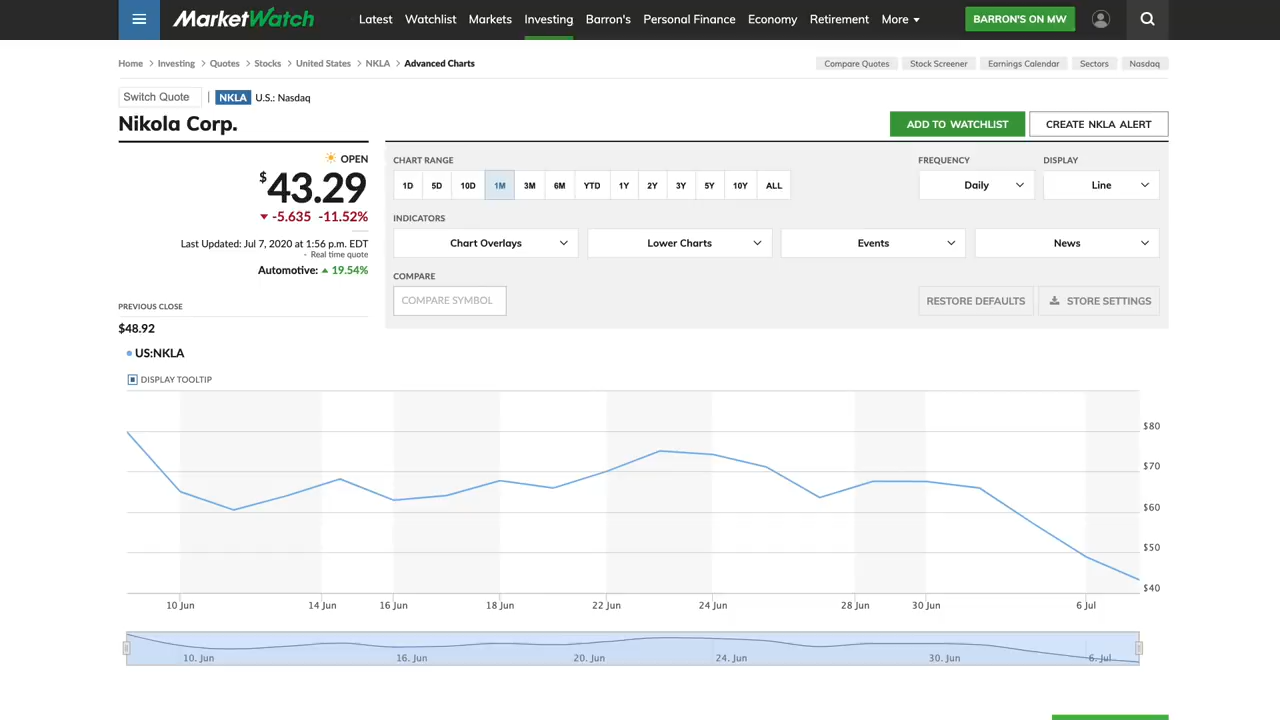 MarketWatch Latest Watchlist Markets Investing Barron's Personal Finance Economy Retirement More BARRON'S ON MW
Home Investing Quotes Stocks United States NKLA Advanced Charts Compare Quotes Stock Screener Earnings Calendar Sectors Nasdaq
Switch Quote | NKLA U.S.: Nasdaq
Nikola Corp.
ADD TO WATCHLIST CREATE NKLA ALERT
OPEN
$43.29
-5.635 -11.52%
Last Updated: Jul 7, 2020 at 1:56 p.m. EDT
· Real time quote
Automotive: 19.54%
PREVIOUS CLOSE
$48.92
CHART RANGE FREQUENCY DISPLAY
1D 5D 10D 1M 3M 6M YTD 1Y 2Y 3Y 5Y 10Y ALL Daily Line
INDICATORS
Chart Overlays Lower Charts Events News
COMPARE
COMPARE SYMBOL RESTORE DEFAULTS STORE SETTINGS
US:NKLA
DISPLAY TOOLTIP
$80
$70
$60
$50
$40
10 Jun 14 Jun 16 Jun 18 Jun 22 Jun 24 Jun 28 Jun 30 Jun 6 Jul
10. Jun 16. Jun 20. Jun 24. Jun 30. Jun 6. Jul